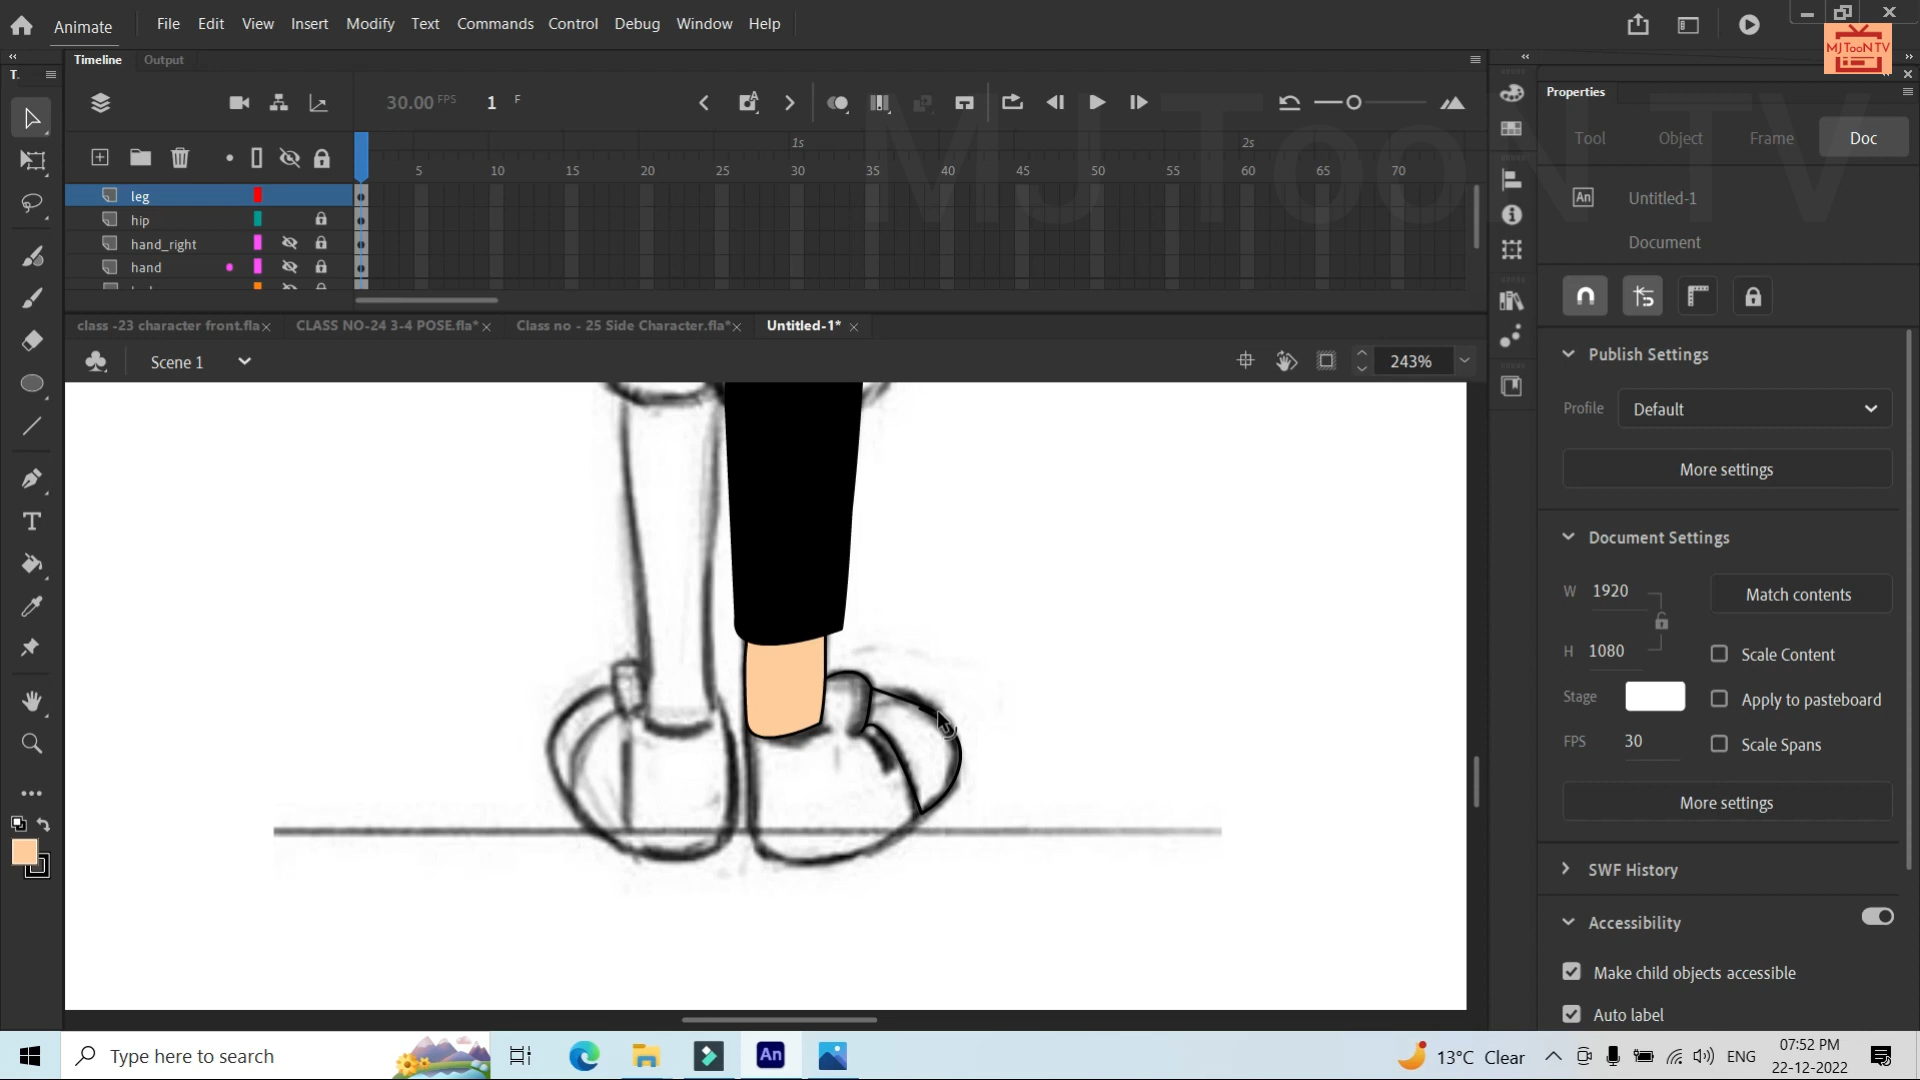 Animate
File Edit View Insert Modify Text Commands Control Debug Window Help
MJTOONTV
Timeline Output
T.
30.00 FPS 1 F
1s 2s
5 10 15 20 25 30 35 40 45 50 55 60 65 70
leg
hip
hand_right
hand
class -23 character front.fla
CLASS NO-24 3-4 POSE.fla*
Class no - 25 Side Character.fla*
Untitled-1*
Scene 1
243%
MJ TooN TV
Properties
Tool Object Frame Doc
An Untitled-1
Document
Publish Settings
Profile Default
More settings
Document Settings
W 1920
Match contents
H 1080
Scale Content
Stage
Apply to pasteboard
FPS 30
Scale Spans
More settings
SWF History
Accessibility
Make child objects accessible
Auto label
Type here to search
An
13°C Clear
ENG
07:52 PM
22-12-2022